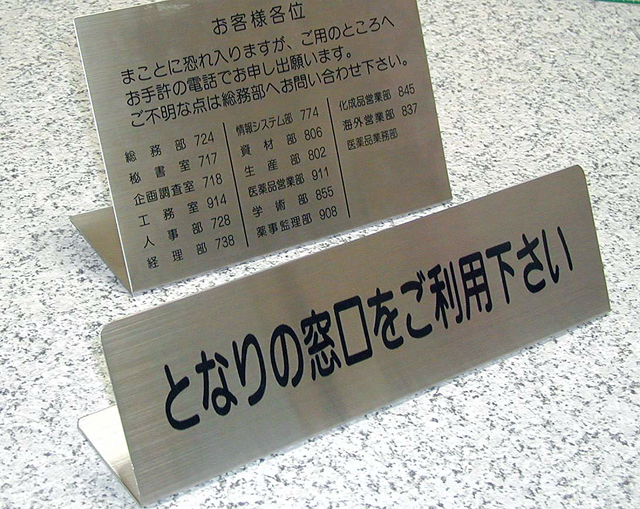 お客様各位
まことに恐れ入りますが、ご用のところへ
お手許の電話でお申し出願います。
ご不明な点は総務部へお問い合わせ下さい。
総務部 724
秘書室 717
企画調査室 718
工務室 914
人事部 728
経理部 738
情報システム部 774
資材部 806
生産部 802
医薬品営業部 911
学術部 855
薬事監理部 908
化成品営業部 845
海外営業部 837
医薬品業務部
となりの窓口をご利用下さい